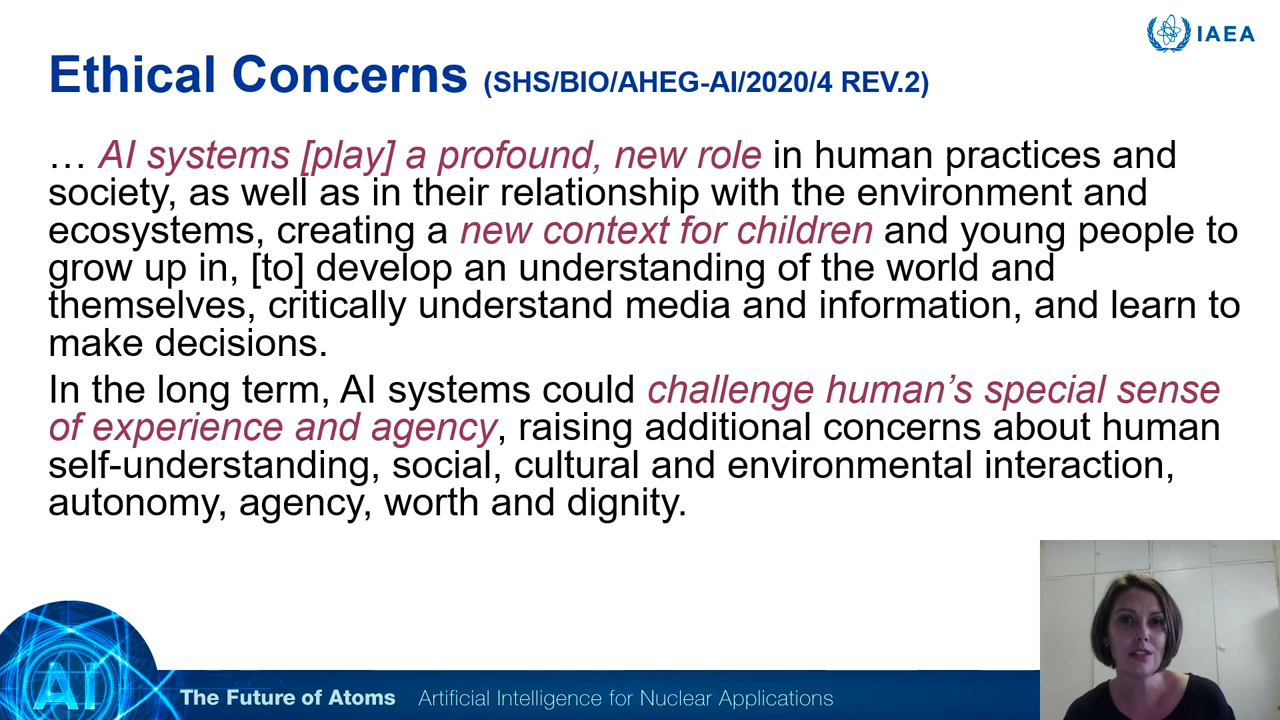 IAEA
Ethical Concerns (SHS/BIO/AHEG-AI/2020/4 REV.2)
… AI systems [play] a profound, new role in human practices and
society, as well as in their relationship with the environment and
ecosystems, creating a new context for children and young people to
grow up in, [to] develop an understanding of the world and
themselves, critically understand media and information, and learn to
make decisions.
In the long term, AI systems could challenge human’s special sense
of experience and agency, raising additional concerns about human
self-understanding, social, cultural and environmental interaction,
autonomy, agency, worth and dignity.
AI
The Future of Atoms Artificial Intelligence for Nuclear Applications